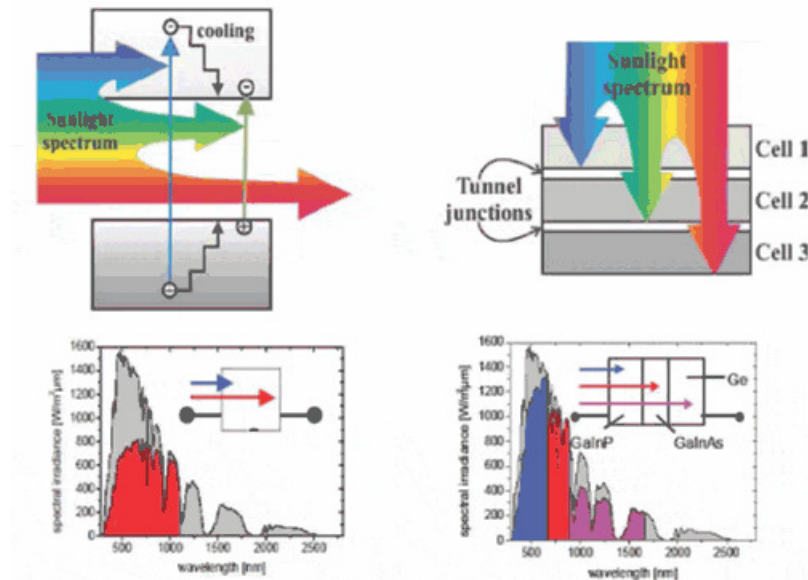 cooling
Sunlight
spectrum
Sunlight
spectrum
Cell 1
Tunnel
junctions
Cell 2
Cell 3
spectral irradiance [W/m²µm]
1600
1400
1200
1000
800
600
400
200
0
500
1000
1500
2000
2500
wavelength [nm]
spectral irradiance [W/m²µm]
1600
1400
1200
1000
800
600
400
200
0
Ge
GaInP
GaInAs
500
1000
1500
2000
2500
wavelength [nm]